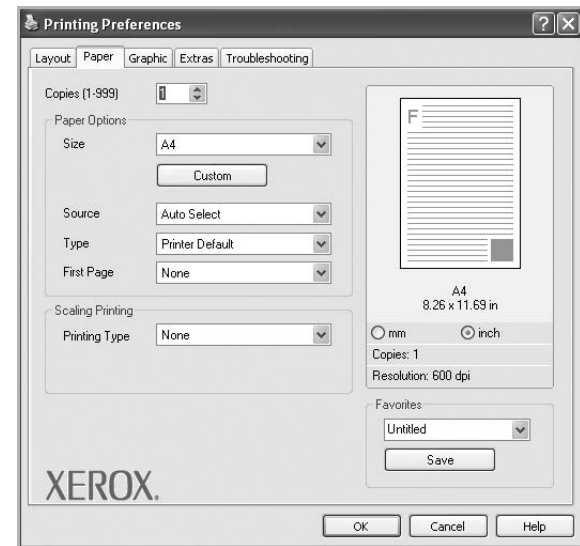 Printing Preferences
Layout Paper Graphic Extras Troubleshooting
Copies (1-999) 1
Paper Options
Size A4
Custom
Source Auto Select
Type Printer Default
First Page None
Scaling Printing
Printing Type None
F
A4
8.26 x 11.69 in
mm inch
Copies: 1
Resolution: 600 dpi
Favorites
Untitled
Save
XEROX.
OK Cancel Help